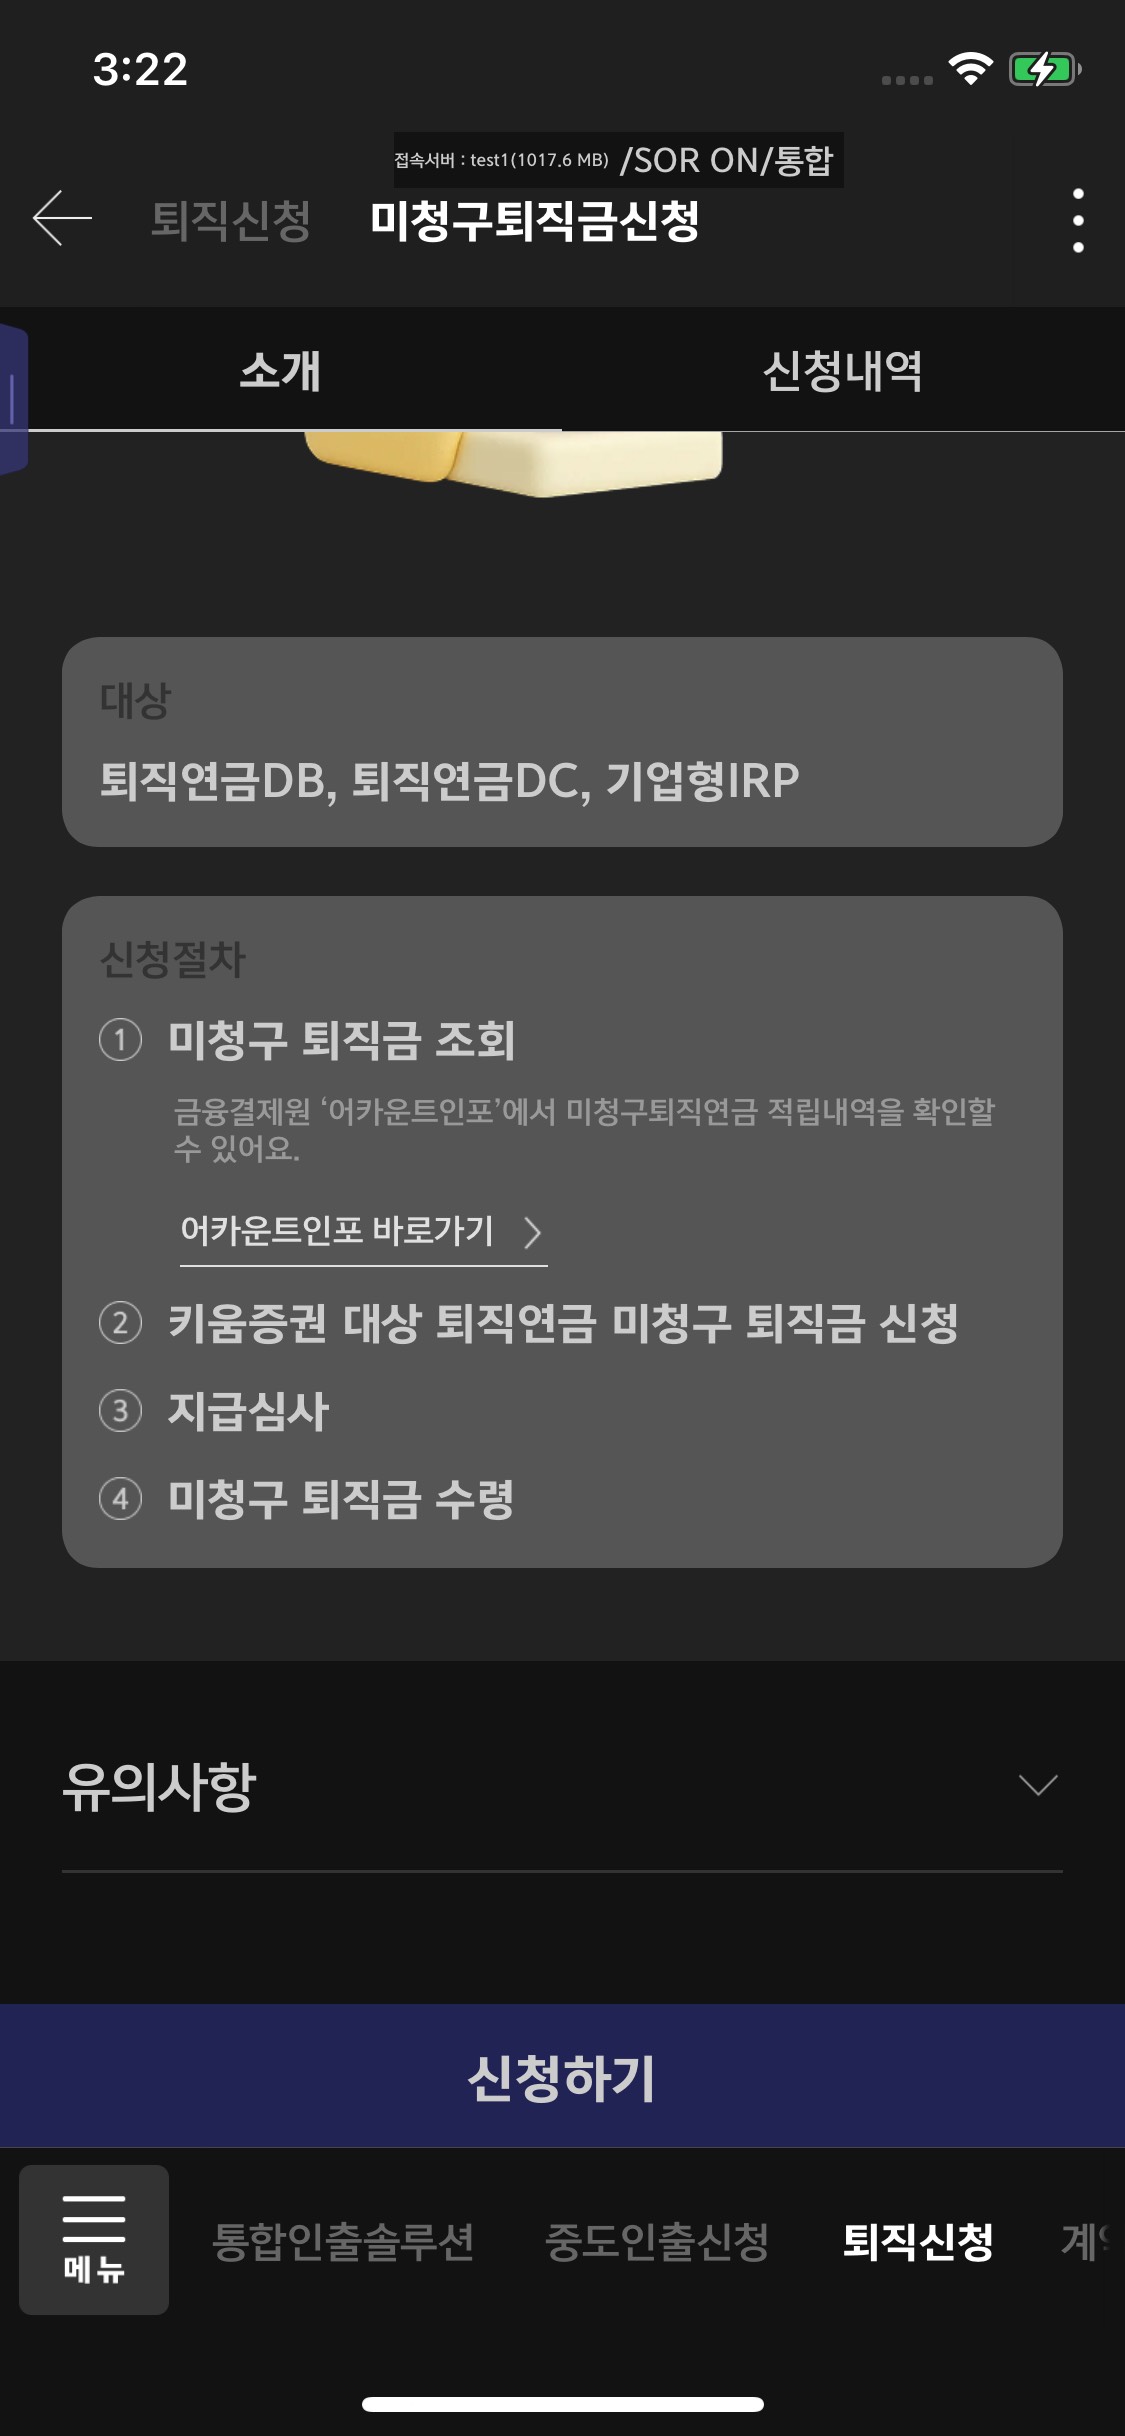 3:22
접속서버 : test1(1017.6 MB) /SOR ON/통합
퇴직신청 미청구퇴직금신청
소개 신청내역
대상
퇴직연금DB, 퇴직연금DC, 기업형IRP
신청절차
① 미청구 퇴직금 조회
금융결제원 ‘어카운트인포’에서 미청구퇴직연금 적립내역을 확인할
수 있어요.
어카운트인포 바로가기
② 키움증권 대상 퇴직연금 미청구 퇴직금 신청
③ 지급심사
④ 미청구 퇴직금 수령
유의사항
신청하기
메뉴 통합인출솔루션 중도인출신청 퇴직신청